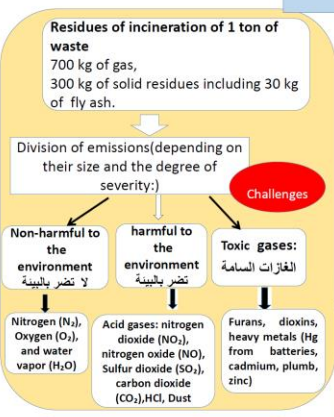 Residues of incineration of 1 ton of
waste
700 kg of gas,
300 kg of solid residues including 30 kg
of fly ash.
Division of emissions(depending on
their size and the degree of
severity:)
Challenges
Non-harmful to
the
environment
لا تضر بالبيئة
harmful to
the
environment
تضر بالبيئة
Toxic gases:
الغازات السامة
Nitrogen (N₂),
Oxygen (O₂),
and water
vapor (H₂O)
Acid gases: nitrogen
dioxide (NO₂),
nitrogen oxide (NO),
Sulfur dioxide (SO₂),
carbon dioxide
(CO₂),HCl, Dust
Furans, dioxins,
heavy metals (Hg
from batteries,
cadmium, plumb,
zinc)